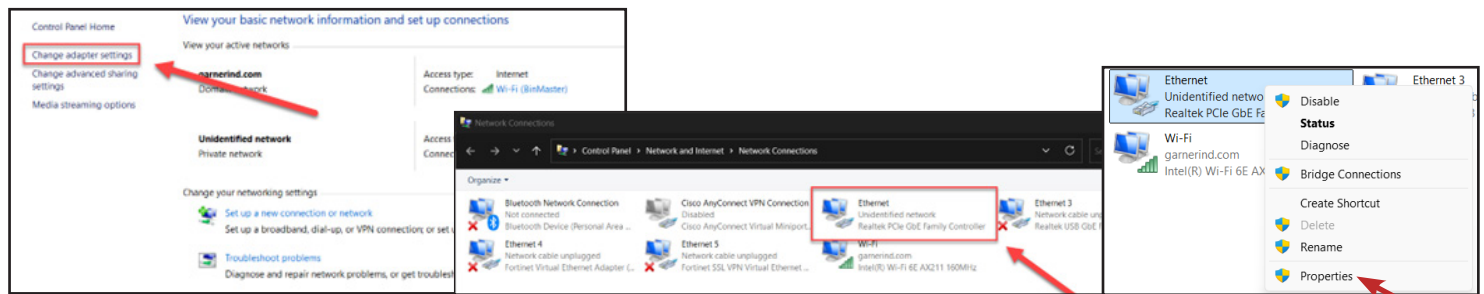 Control Panel Home
Change adapter settings
Change advanced sharing
settings
Media streaming options
View your basic network information and set up connections
View your active networks
garnerind.com
Domain network
Access type: Internet
Connections: Wi-Fi (BinMaster)
Unidentified network
Private network
Access
Connec
Change your networking settings
Set up a new connection or network
Set up a broadband, dial-up, or VPN connection; or set u
Troubleshoot problems
Diagnose and repair network problems, or get troublesh
Network Connections
Control Panel > Network and Internet > Network Connections
Organize
Bluetooth Network Connection
Not connected
Bluetooth Device (Personal Area ...
Cisco AnyConnect VPN Connection
Disabled
Cisco AnyConnect Virtual Miniport...
Ethernet
Unidentified network
Realtek PCIe GbE Family Controller
Ethernet 3
Network cable unp
Realtek USB GbE F
Ethernet 4
Network cable unplugged
Fortinet Virtual Ethernet Adapter (...
Ethernet 5
Network cable unplugged
Fortinet SSL VPN Virtual Ethernet ...
Wi-Fi
garnerind.com
Intel(R) Wi-Fi 6E AX211 160MHz
Ethernet
Unidentified netwo
Realtek PCIe GbE Fa
Ethernet 3
Wi-Fi
garnerind.com
Intel(R) Wi-Fi 6E AX
Disable
Status
Diagnose
Bridge Connections
Create Shortcut
Delete
Rename
Properties